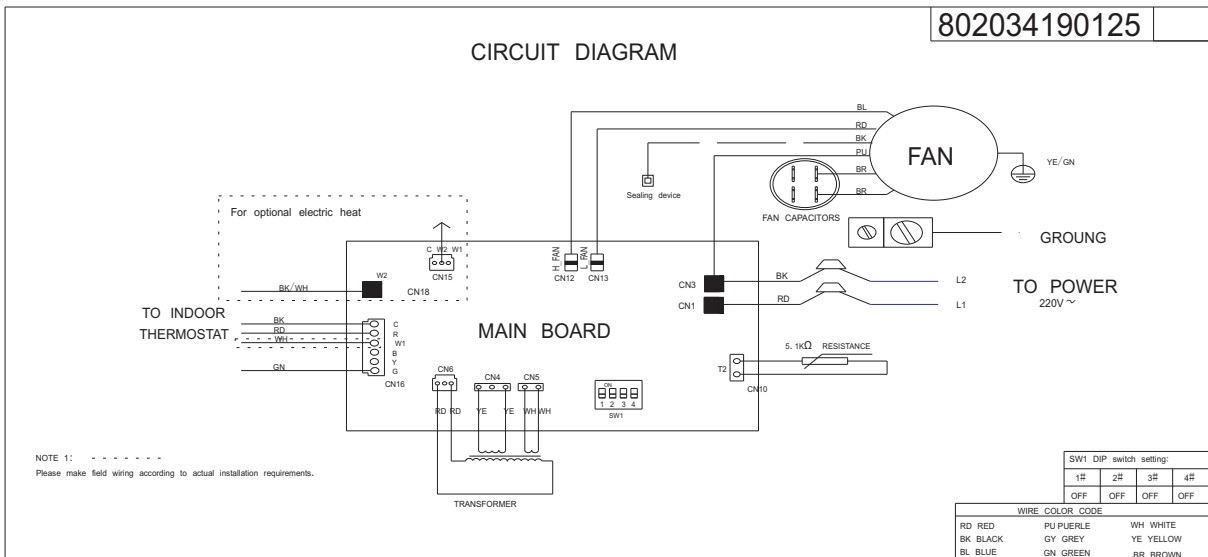 802034190125
CIRCUIT DIAGRAM
BL
RD
BK
PU
BR
BR
FAN
YE/GN
Sealing device
FAN CAPACITORS
For optional electric heat
GROUNG
C W2 W1
CN15
H_FAN
L_FAN
CN12
CN13
W2
BK/WH
CN18
CN3
BK
L2
TO POWER
220V～
CN1
RD
L1
TO INDOOR
THERMOSTAT
BK
RD
WH
GN
C
R
W1
B
Y
G
CN16
MAIN BOARD
5.1KΩ RESISTANCE
T2
CN10
CN6
CN4
CN5
ON
1 2 3 4
SW1
RD RD
YE
YE
WH WH
TRANSFORMER
NOTE 1: - - - - - - -
Please make field wiring according to actual installation requirements.
SW1 DIP switch setting:
1# 2# 3# 4#
OFF OFF OFF OFF
WIRE COLOR CODE
RD RED PU PUERLE WH WHITE
BK BLACK GY GREY YE YELLOW
BL BLUE GN GREEN BR BROWN